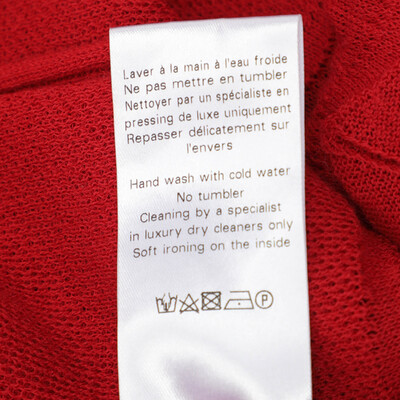 Laver à la main à l'eau froide
Ne pas mettre en tumbler
Nettoyer par un spécialiste en
pressing de luxe uniquement
Repasser délicatement sur
l'envers
Hand wash with cold water
No tumbler
Cleaning by a specialist
in luxury dry cleaners only
Soft ironing on the inside
P